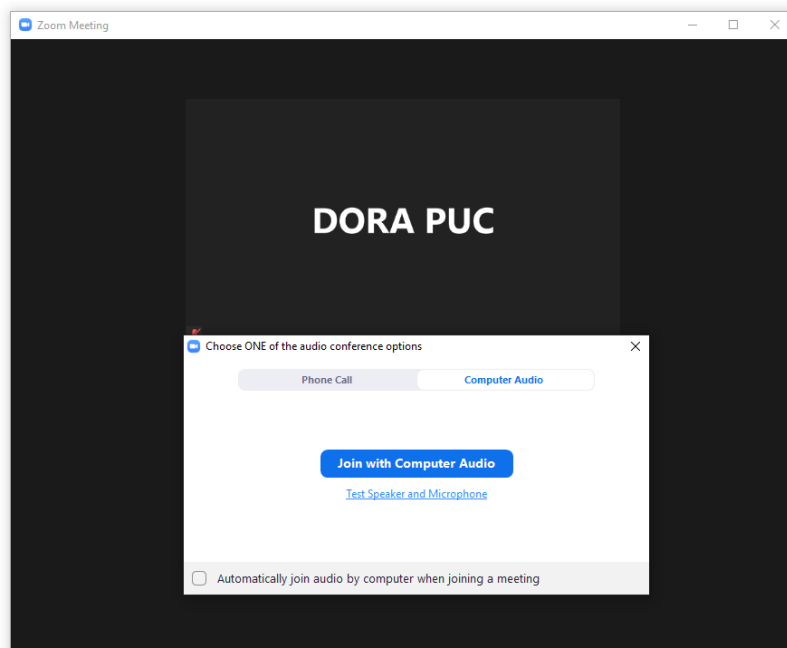 Zoom Meeting
DORA PUC
Choose ONE of the audio conference options
Phone Call
Computer Audio
Join with Computer Audio
Test Speaker and Microphone
Automatically join audio by computer when joining a meeting